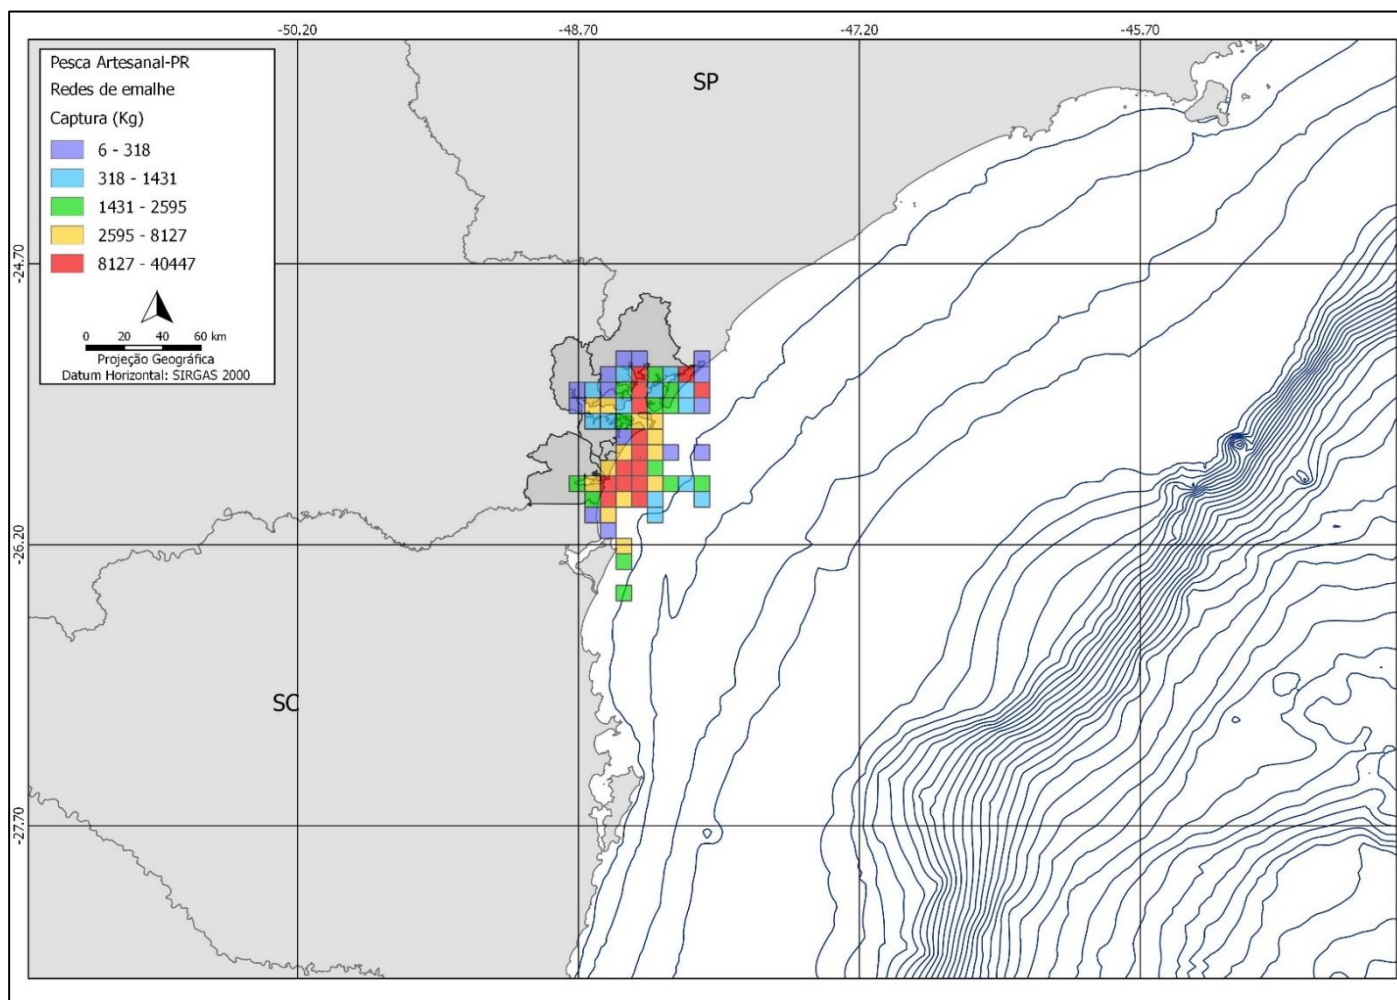 -50.20 -48.70 -47.20 -45.70
Pesca Artesanal-PR
Redes de emalhe
Captura (Kg)
6 - 318
318 - 1431
1431 - 2595
2595 - 8127
8127 - 40447
0 20 40 60 km
Projeção Geográfica
Datum Horizontal: SIRGAS 2000
SP
-24.70
-26.20
SC
-27.70